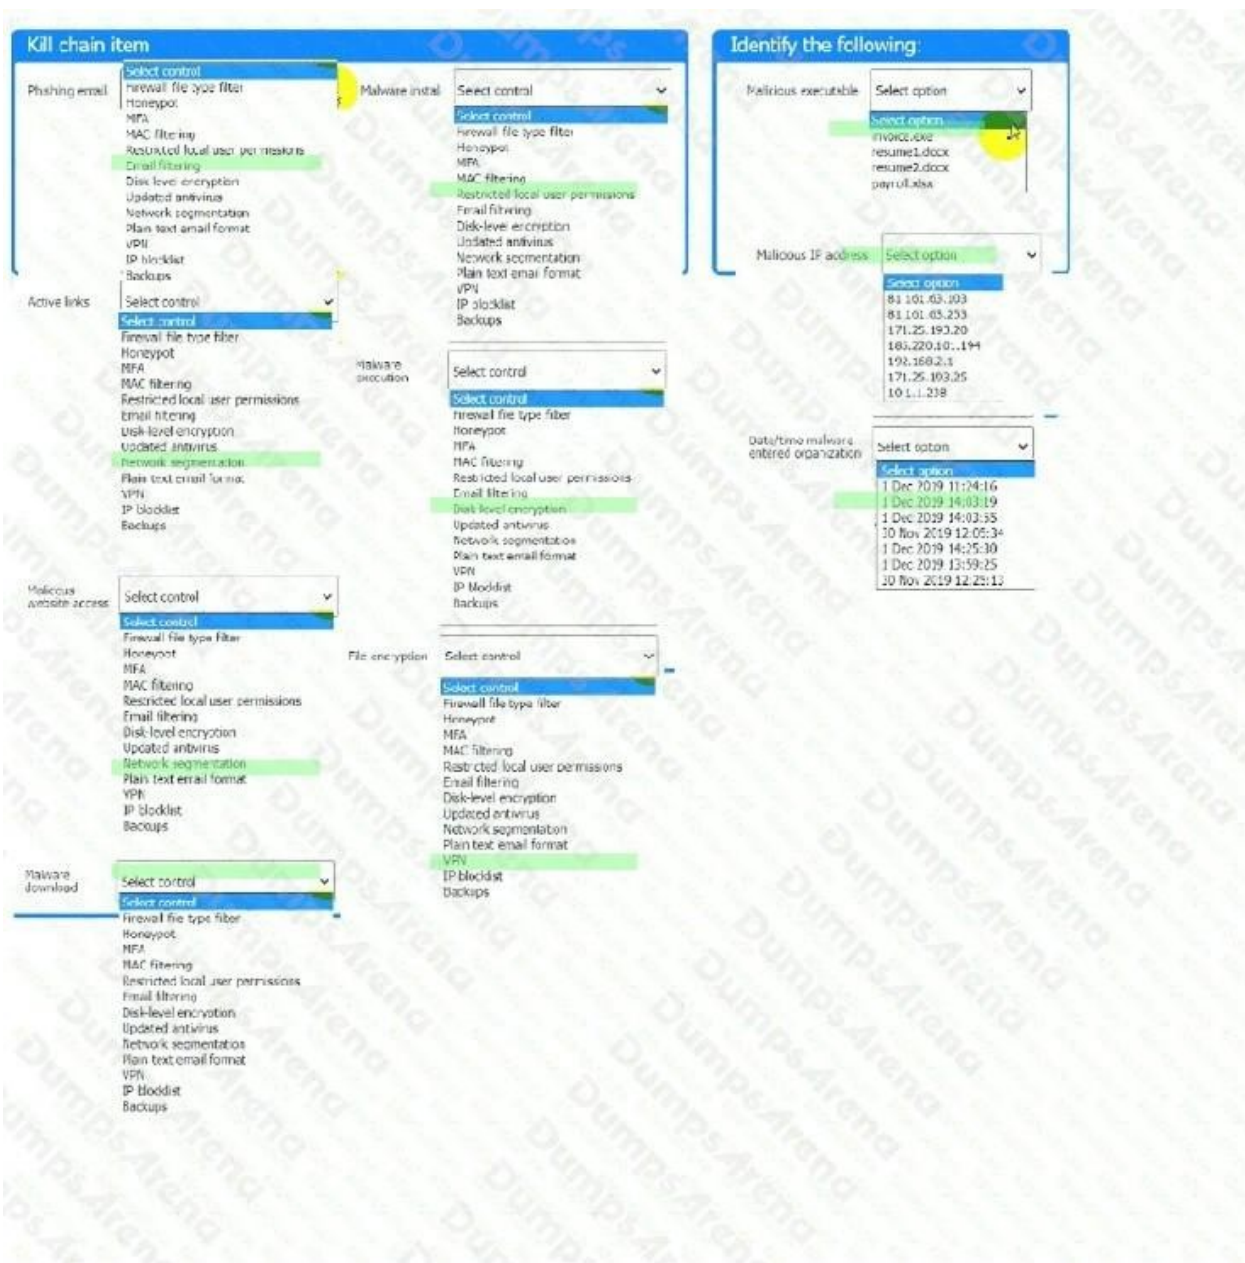 Kill chain item
Phishing email
Select control
Firewall file type filter
Honeypot
MFA
MAC filtering
Restricted local user permissions
Email filtering
Disk level encryption
Updated antivirus
Network segmentation
Plain text email format
VPN
IP blocklist
Backups
Active links
Select control
Select control
Firewall file type filter
Honeypot
MFA
MAC filtering
Restricted local user permissions
Email filtering
Disk-level encryption
Updated antivirus
Network segmentation
Plain text email format
VPN
IP blocklist
Backups
Malicious
website access
Select control
Select control
Firewall file type filter
Honeypot
MFA
MAC filtering
Restricted local user permissions
Email filtering
Disk-level encryption
Updated antivirus
Network segmentation
Plain text email format
VPN
IP blocklist
Backups
Malware
download
Select control
Select control
Firewall file type filter
Honeypot
MFA
MAC filtering
Restricted local user permissions
Email filtering
Disk-level encryption
Updated antivirus
Network segmentation
Plain text email format
VPN
IP blocklist
Backups
Malware install
Select control
Select control
Firewall file type filter
Honeypot
MFA
MAC filtering
Restricted local user permissions
Email filtering
Disk-level encryption
Updated antivirus
Network segmentation
Plain text email format
VPN
IP blocklist
Backups
Malware
execution
Select control
Select control
Firewall file type filter
Honeypot
MFA
MAC filtering
Restricted local user permissions
Email filtering
Disk level encryption
Updated antivirus
Network segmentation
Plain text email format
VPN
IP blocklist
Backups
File encryption
Select control
Select control
Firewall file type filter
Honeypot
MFA
MAC filtering
Restricted local user permissions
Email filtering
Disk-level encryption
Updated antivirus
Network segmentation
Plain text email format
VPN
IP blocklist
Backups
Identify the following:
Malicious executable
Select option
Select option
invoice.exe
resume1.docx
resume2.docx
payroll.xlsx
Malicious IP address
Select option
Select option
81.161.63.103
81.161.63.253
171.25.193.20
185.220.101.194
192.168.2.1
171.25.193.25
10.1.1.238
Date/time malware
entered organization
Select option
Select option
1 Dec 2019 11:24:16
1 Dec 2019 14:03:19
1 Dec 2019 14:03:55
30 Nov 2019 12:05:34
1 Dec 2019 14:25:30
1 Dec 2019 13:59:25
30 Nov 2019 12:25:13
DumpsArena